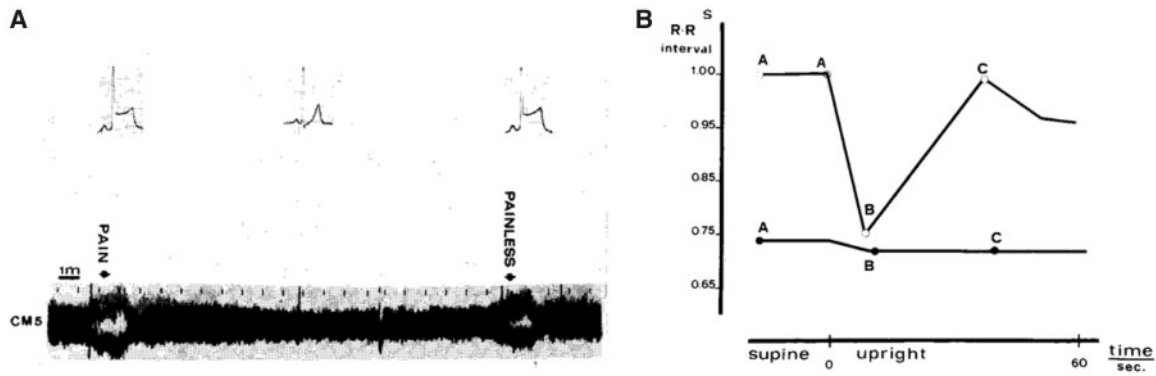 A
PAIN
PAINLESS
1m
CM5
B
S
R-R
interval
1.00
0.95
0.85
0.75
0.65
A
A
B
C
A
B
C
supine
0
upright
60
time
sec.